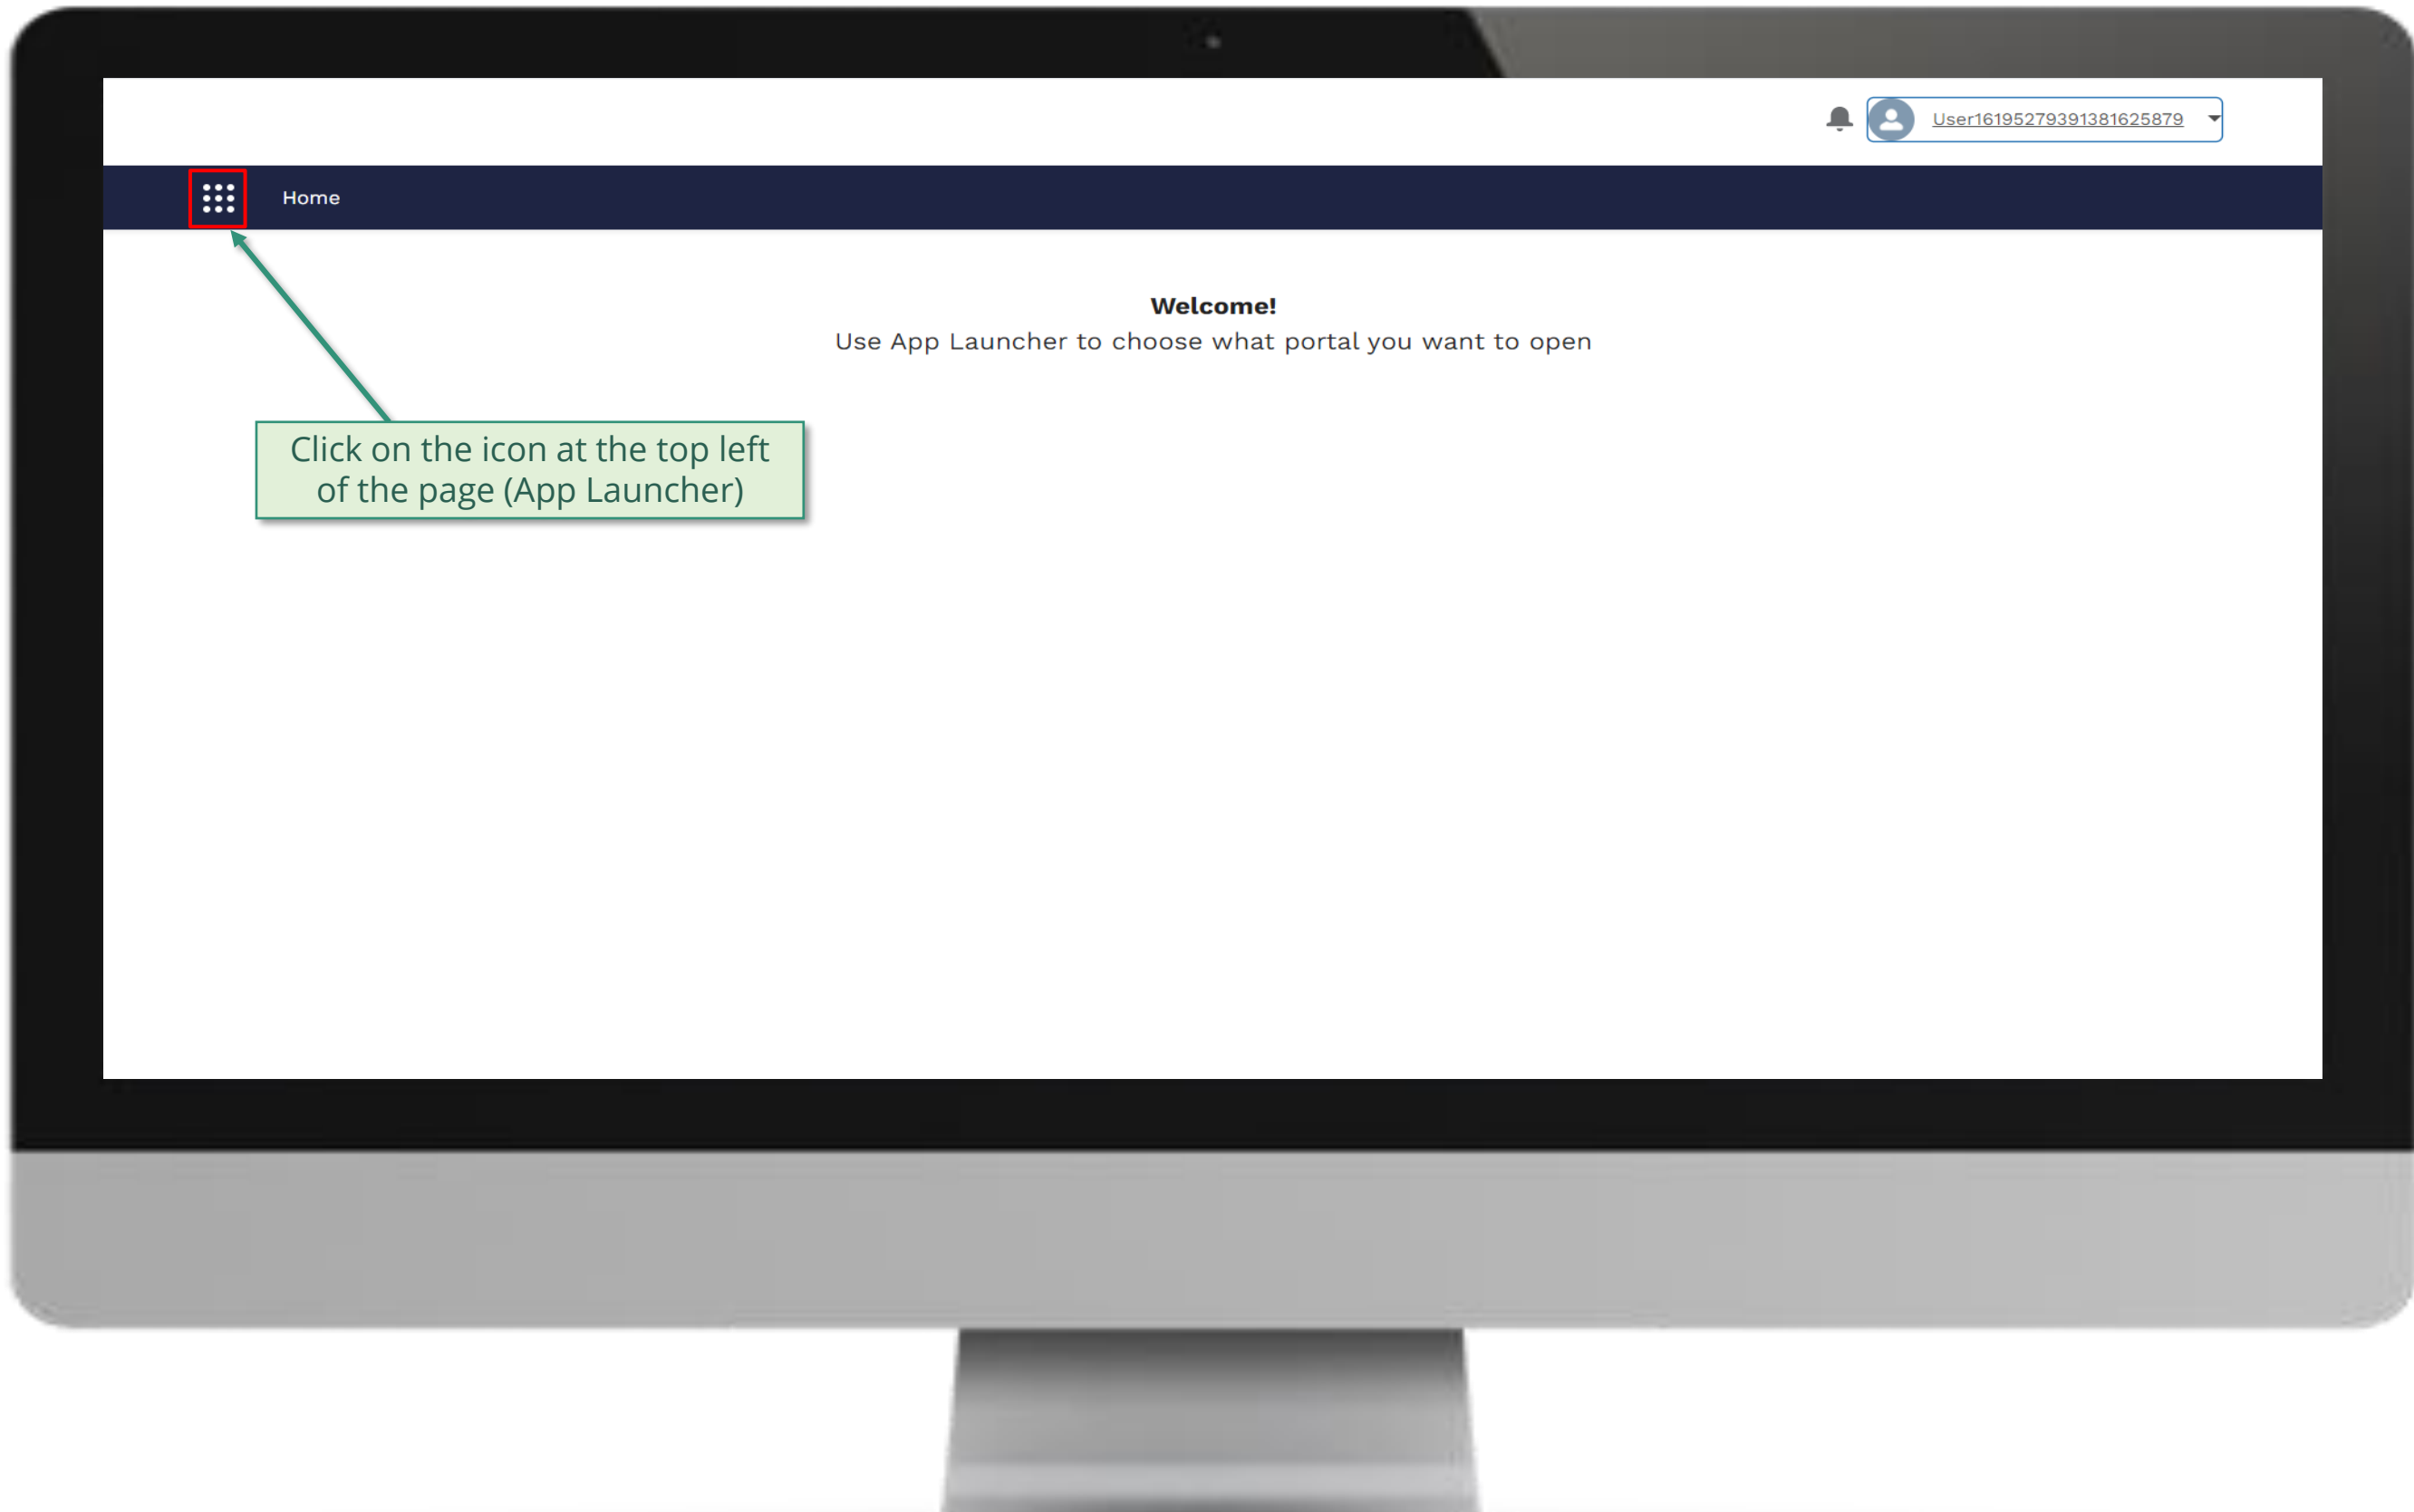 User16195279391381625879
Home
Welcome!
Use App Launcher to choose what portal you want to open
Click on the icon at the top left
of the page (App Launcher)